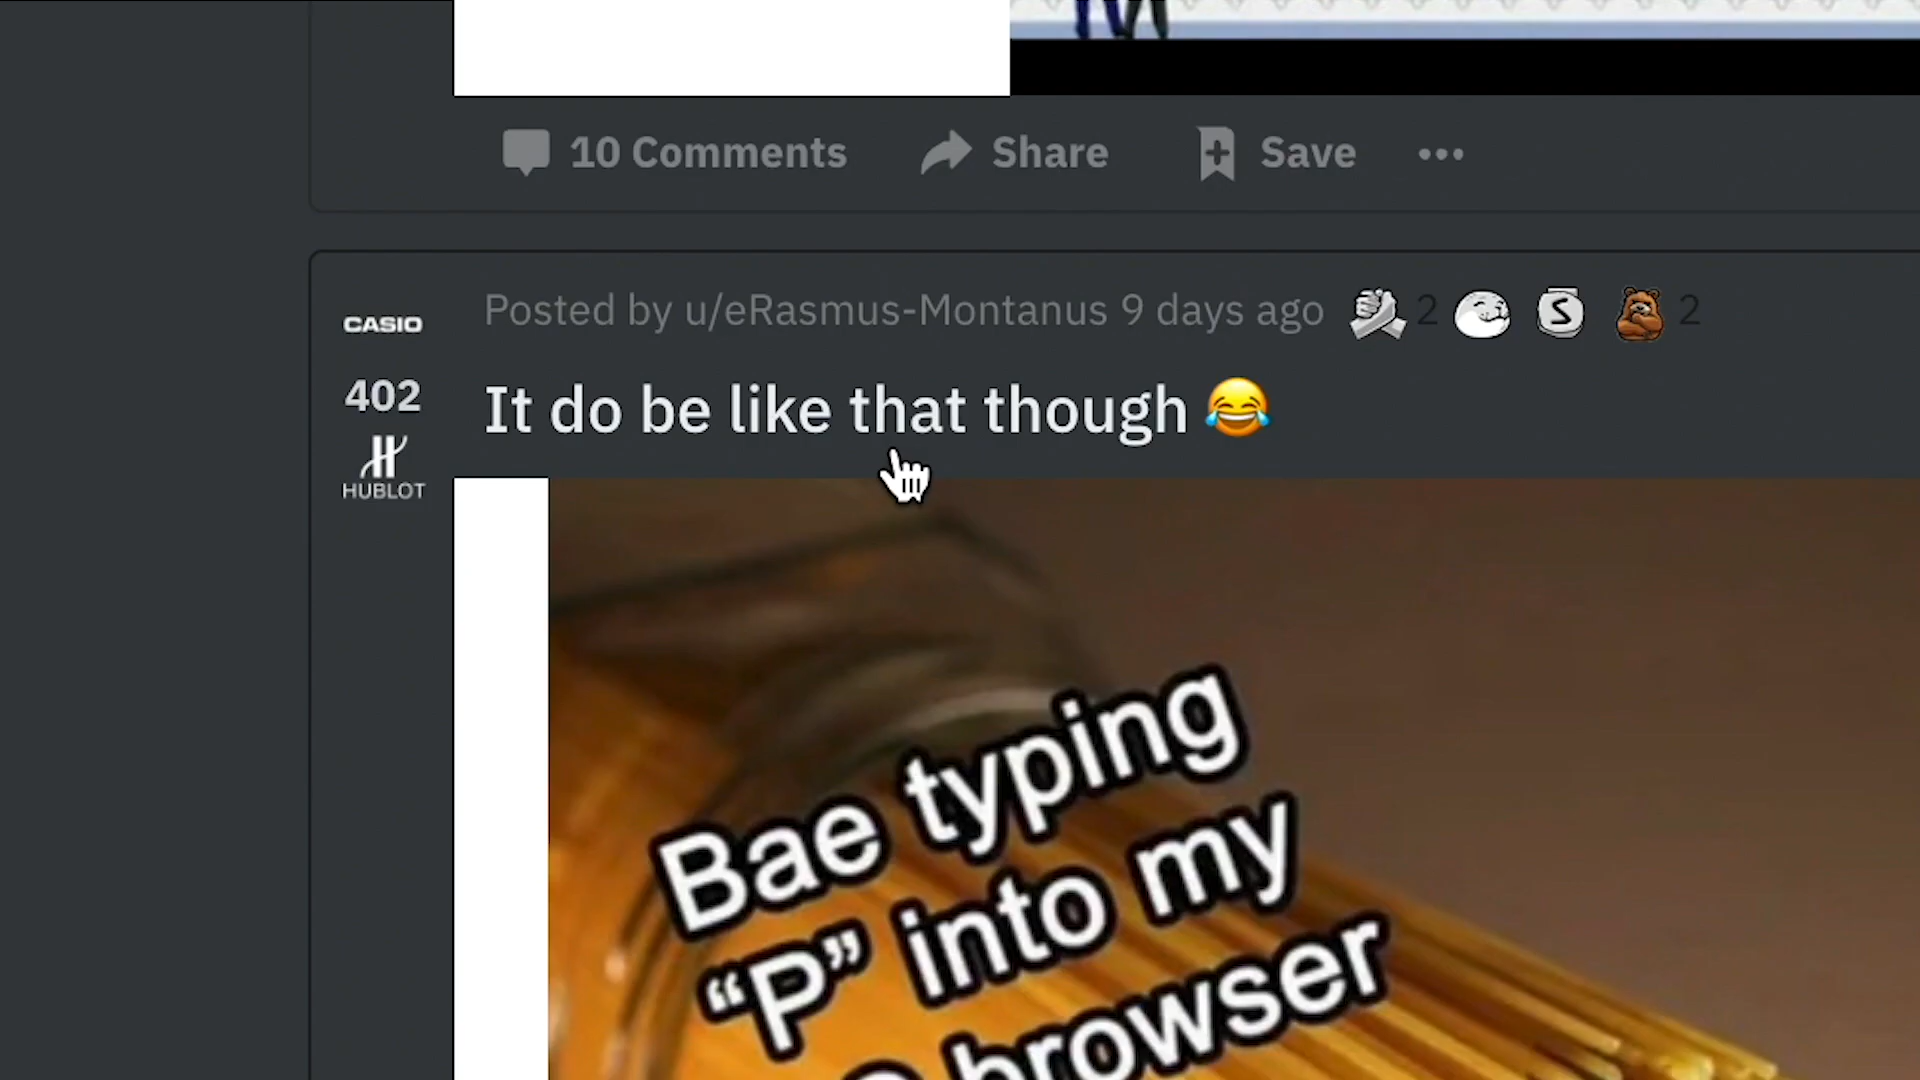 10 Comments Share Save
CASIO
Posted by u/eRasmus-Montanus 9 days ago 2 S 2
402
It do be like that though
HUBLOT
Bae typing
“P” into my
browser